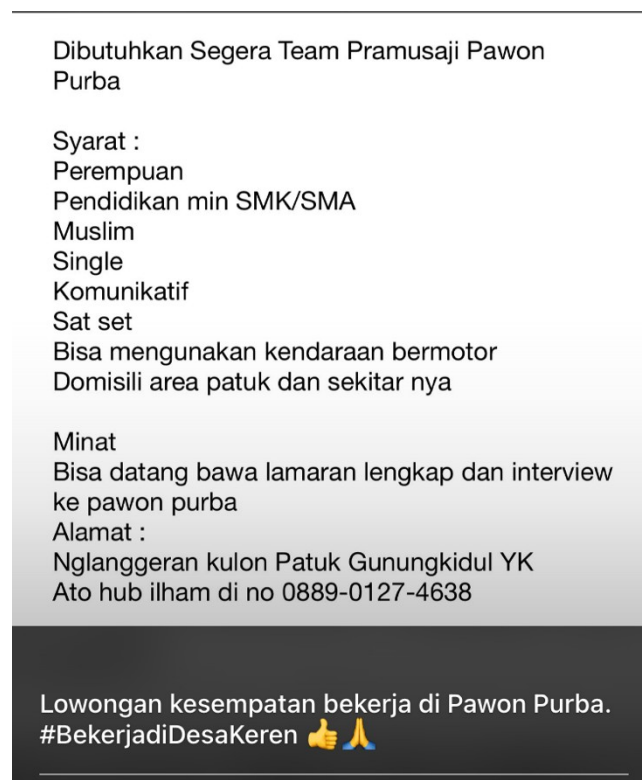 Dibutuhkan Segera Team Pramusaji Pawon
Purba
Syarat :
Perempuan
Pendidikan min SMK/SMA
Muslim
Single
Komunikatif
Sat set
Bisa mengunakan kendaraan bermotor
Domisili area patuk dan sekitar nya
Minat
Bisa datang bawa lamaran lengkap dan interview
ke pawon purba
Alamat :
Nglanggeran kulon Patuk Gunungkidul YK
Ato hub ilham di no 0889-0127-4638
Lowongan kesempatan bekerja di Pawon Purba.
#BekerjadiDesaKeren 👍🙏